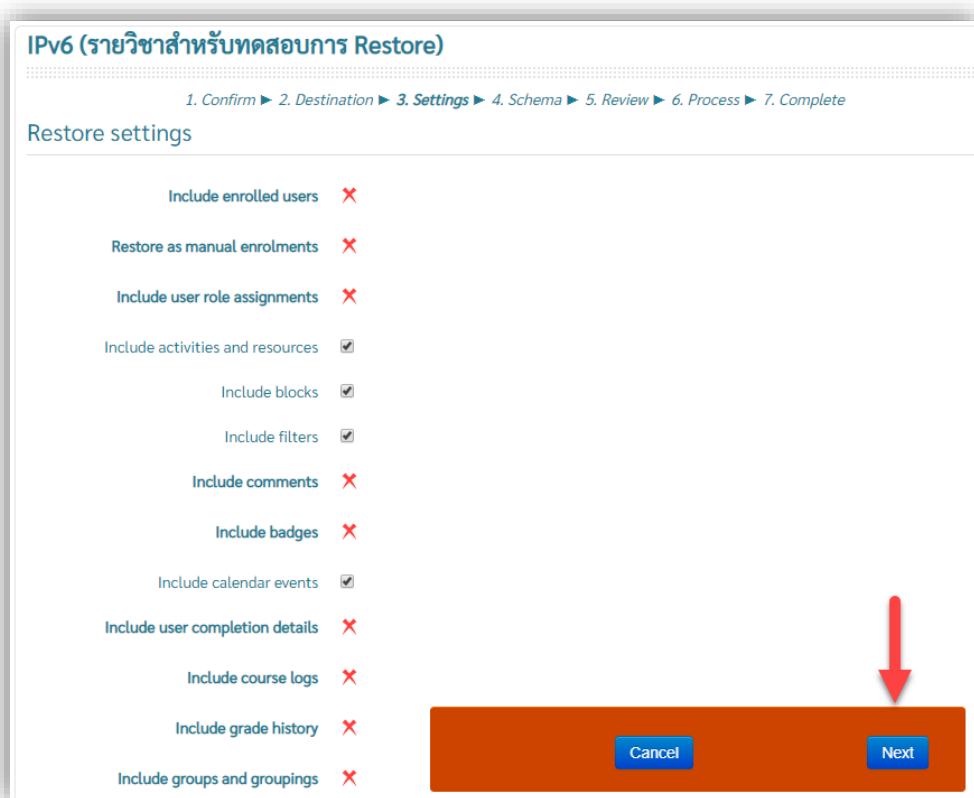 IPv6 (รายวิชาสำหรับทดสอบการ Restore)
1. Confirm ► 2. Destination ► 3. Settings ► 4. Schema ► 5. Review ► 6. Process ► 7. Complete
Restore settings
Include enrolled users
Restore as manual enrolments
Include user role assignments
Include activities and resources
Include blocks
Include filters
Include comments
Include badges
Include calendar events
Include user completion details
Include course logs
Include grade history
Cancel Next
Include groups and groupings